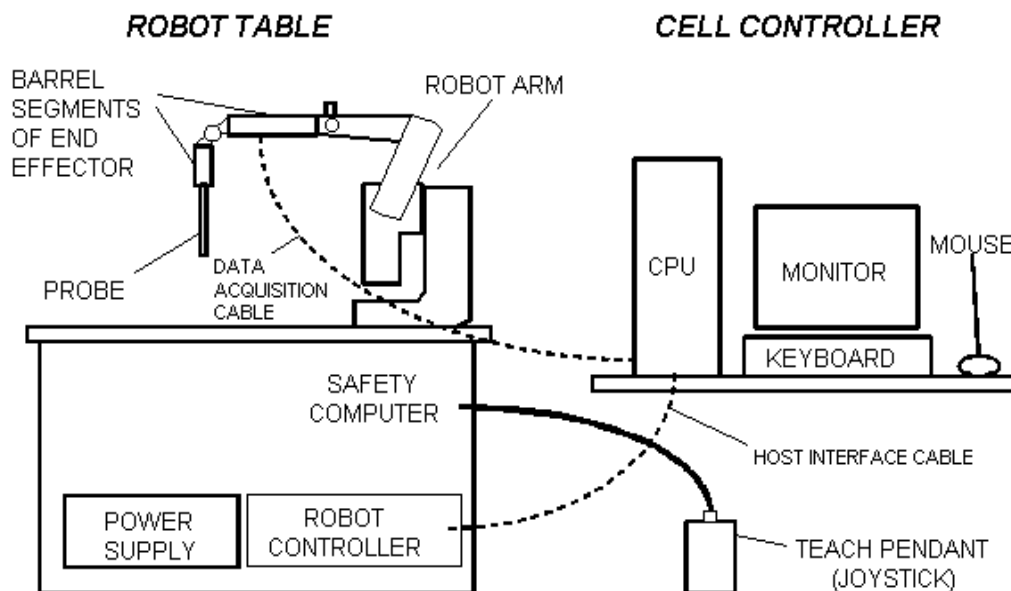 ROBOT TABLE
CELL CONTROLLER
BARREL
SEGMENTS
OF END
EFFECTOR
ROBOT ARM
PROBE
DATA
ACQUISITION
CABLE
CPU
MONITOR
MOUSE
KEYBOARD
SAFETY
COMPUTER
HOST INTERFACE CABLE
POWER
SUPPLY
ROBOT
CONTROLLER
TEACH PENDANT
(JOYSTICK)